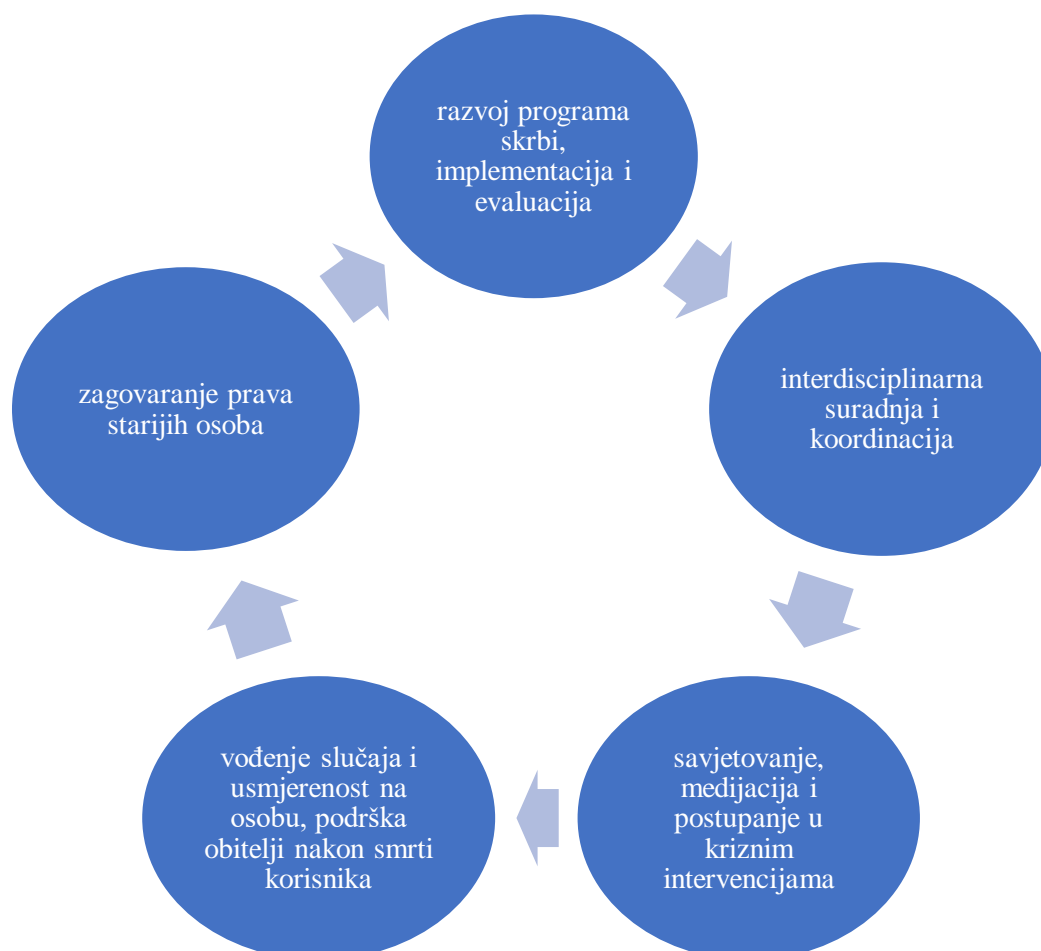 razvoj programa
skrbi,
implementacija i
evaluacija
interdisciplinarna
suradnja i
koordinacija
savjetovanje,
medijacija i
postupanje u
kriznim
intervencijama
vođenje slučaja i
usmjerenost na
osobu, podrška
obitelji nakon smrti
korisnika
zagovaranje prava
starijih osoba